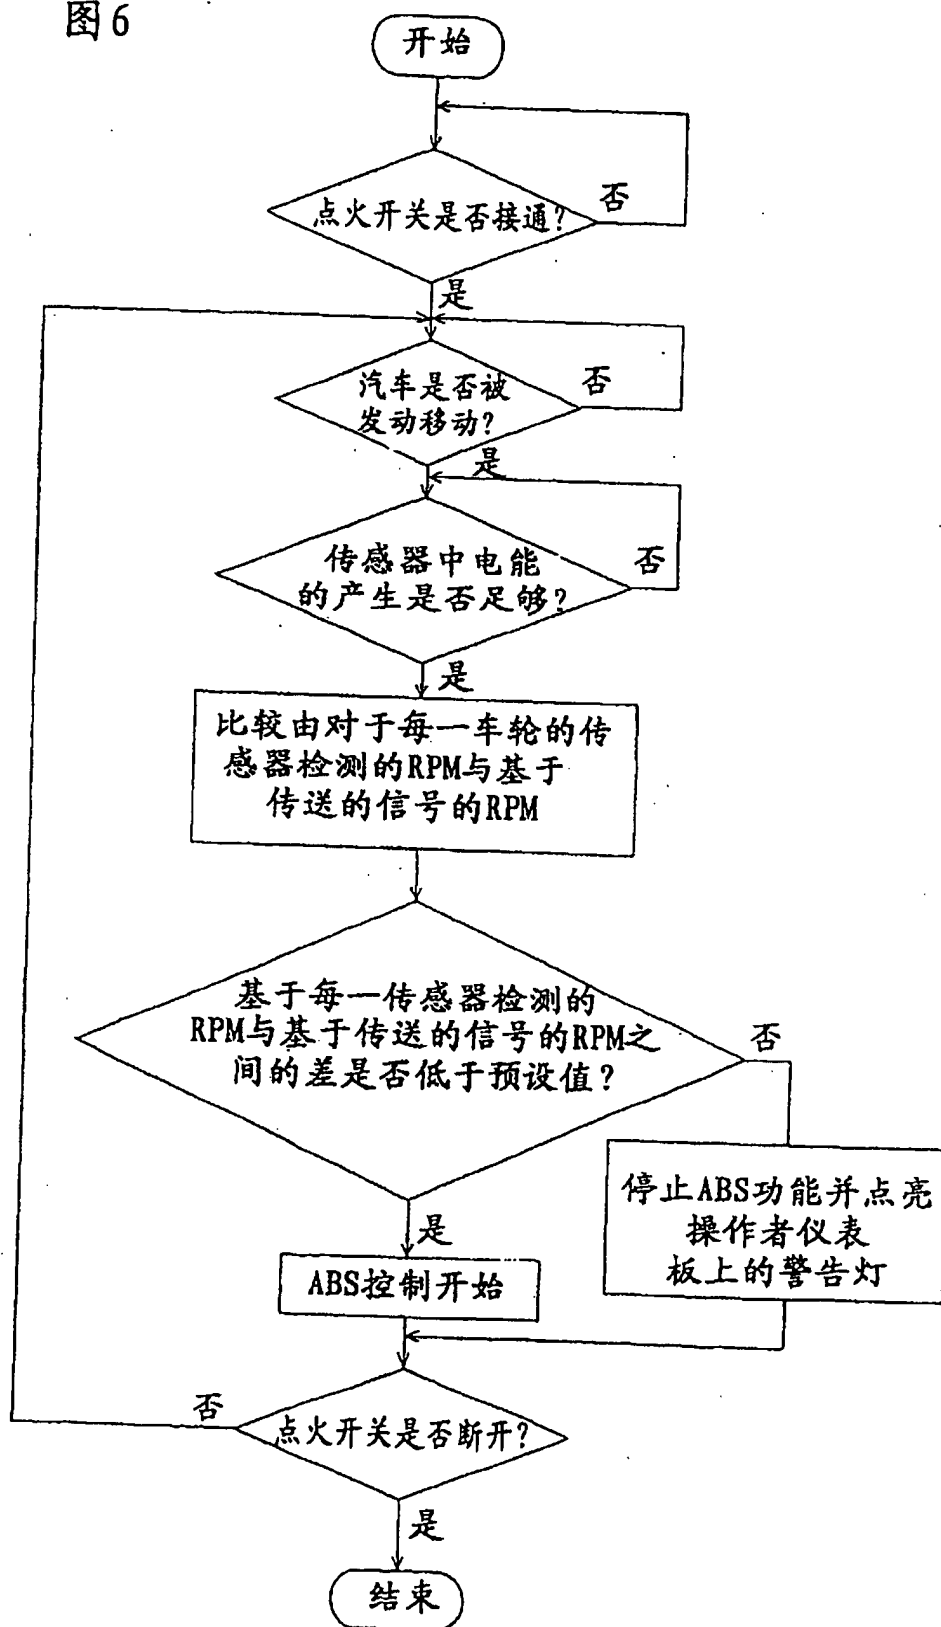 图6
开始
点火开关是否接通?
否
是
汽车是否被
发动移动?
否
是
传感器中电能
的产生是否足够?
否
是
比较由对于每一车轮的传
感器检测的RPM与基于
传送的信号的RPM
基于每一传感器检测的
RPM与基于传送的信号的RPM之
间的差是否低于预设值?
否
停止ABS功能并点亮
操作者仪表
板上的警告灯
是
ABS控制开始
否
点火开关是否断开?
是
结束